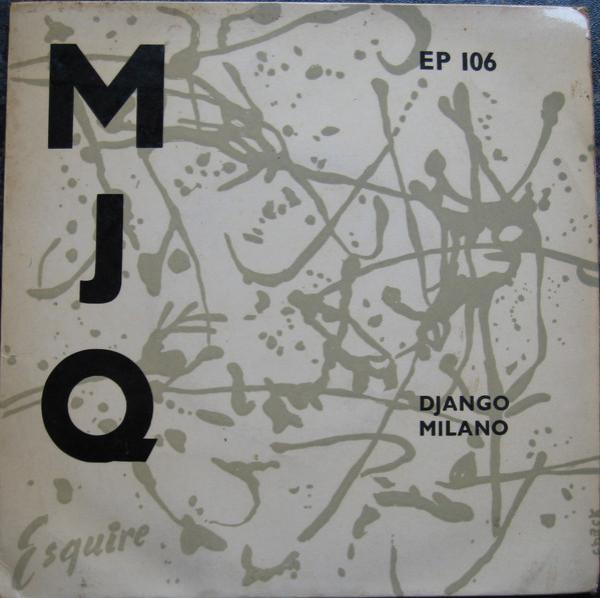 M
J
Q
EP 106
DJANGO
MILANO
Esquire